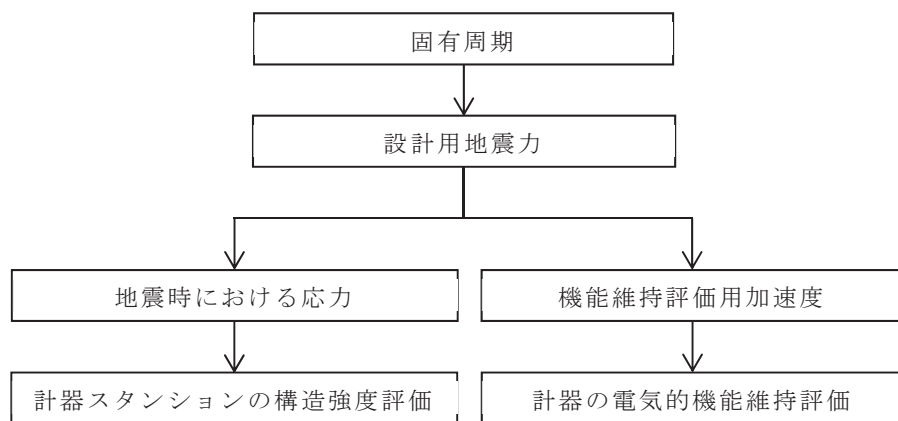 固有周期
設計用地震力
地震時における応力
機能維持評価用加速度
計器スタンションの構造強度評価
計器の電気的機能維持評価